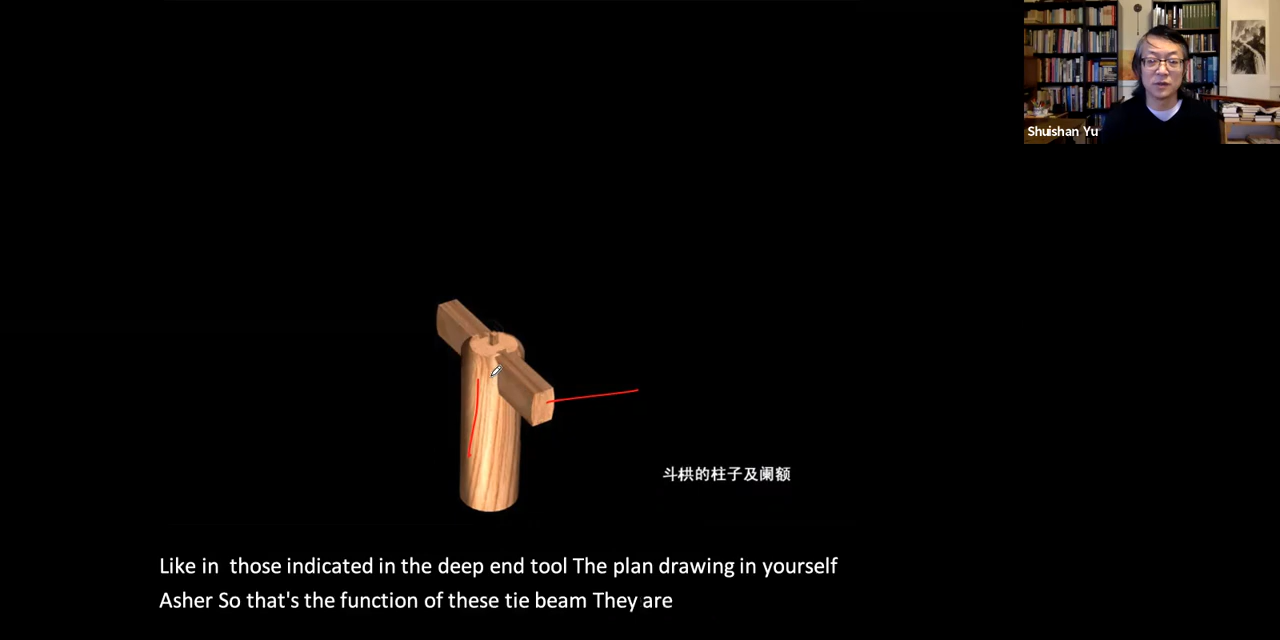 Shuishan Yu
斗栱的柱子及阑额
Like in  those indicated in the deep end tool The plan drawing in yourself
Asher So that's the function of these tie beam They are